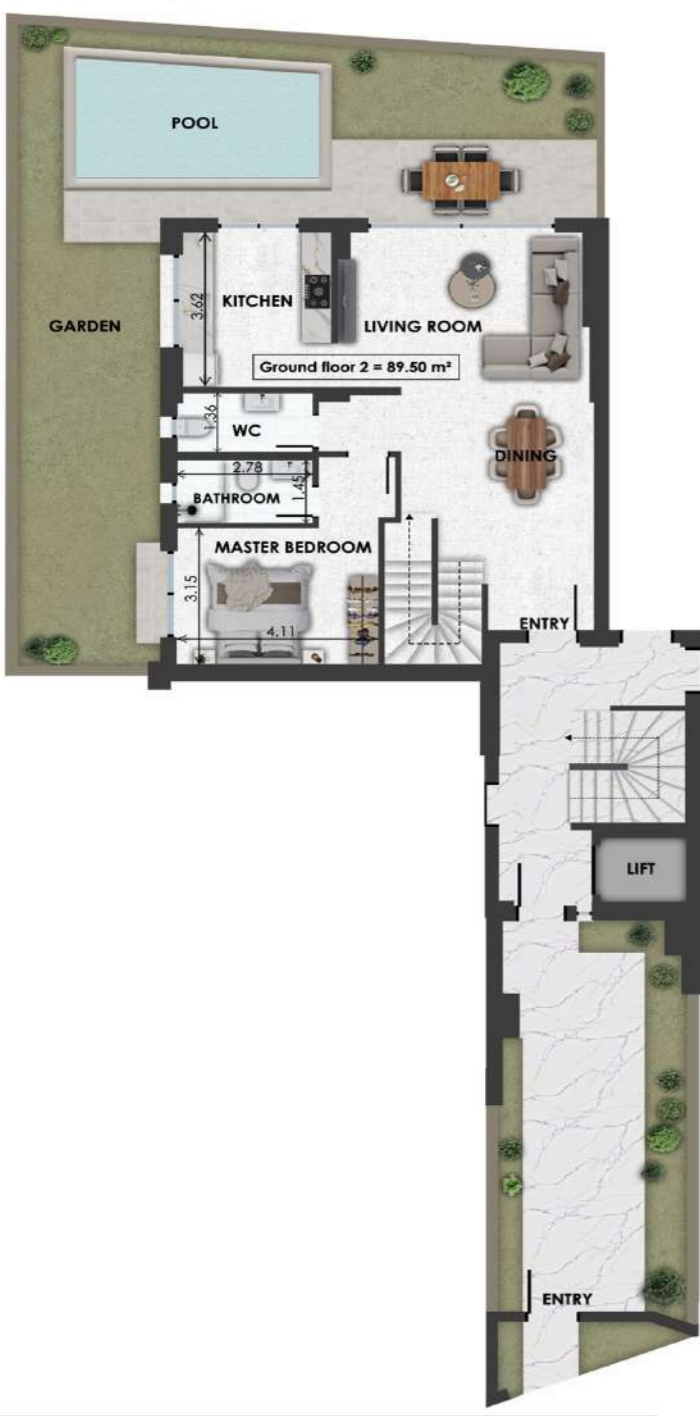 POOL
GARDEN
KITCHEN
3.62
LIVING ROOM
Ground floor 2 = 89.50 m²
1.36
WC
DINING
2.78
1.45
BATHROOM
MASTER BEDROOM
3.15
4.11
ENTRY
LIFT
ENTRY